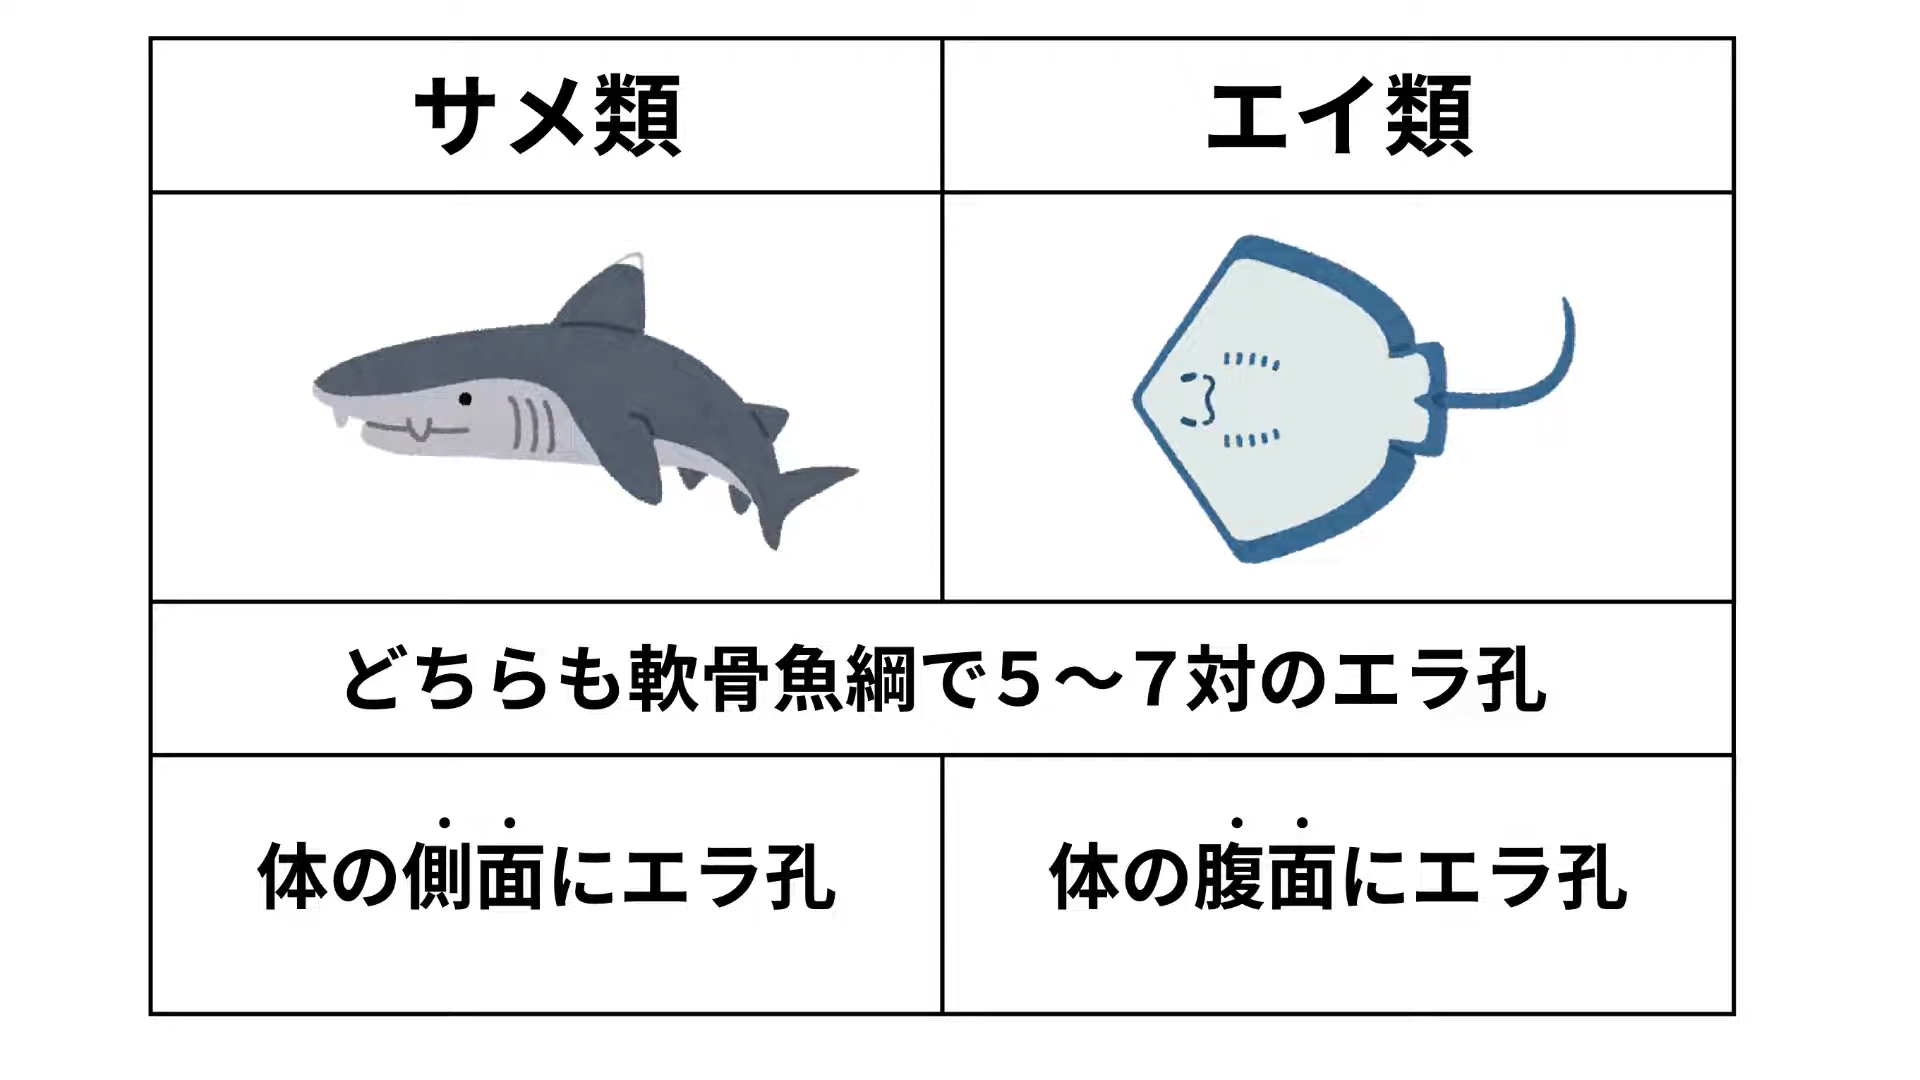 サメ類
エイ類
どちらも軟骨魚綱で５～７対のエラ孔
体の側面にエラ孔
体の腹面にエラ孔